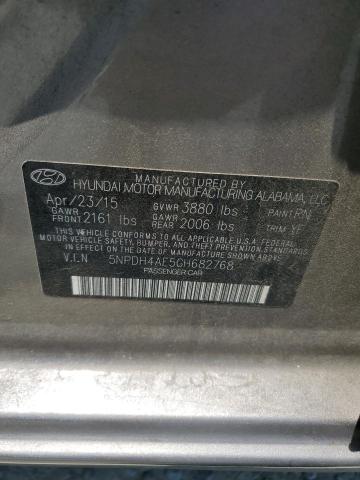 MANUFACTURED BY
HYUNDAI MOTOR MANUFACTURING ALABAMA, LLC
Apr/23/15 GVWR 3880 lbs PAINT RN
GAWR FRONT 2161 lbs GAWR REAR 2006 lbs TRIM YF
THIS VEHICLE CONFORMS TO ALL APPLICABLE U.S. FEDERAL
MOTOR VEHICLE SAFETY, BUMPER, AND THEFT PREVENTION
STANDARDS IN EFFECT ON THE DATE OF MANUFACTURE SHOWN ABOVE.
V.I.N 5NPDH4AE5GH682768
PASSENGER CAR